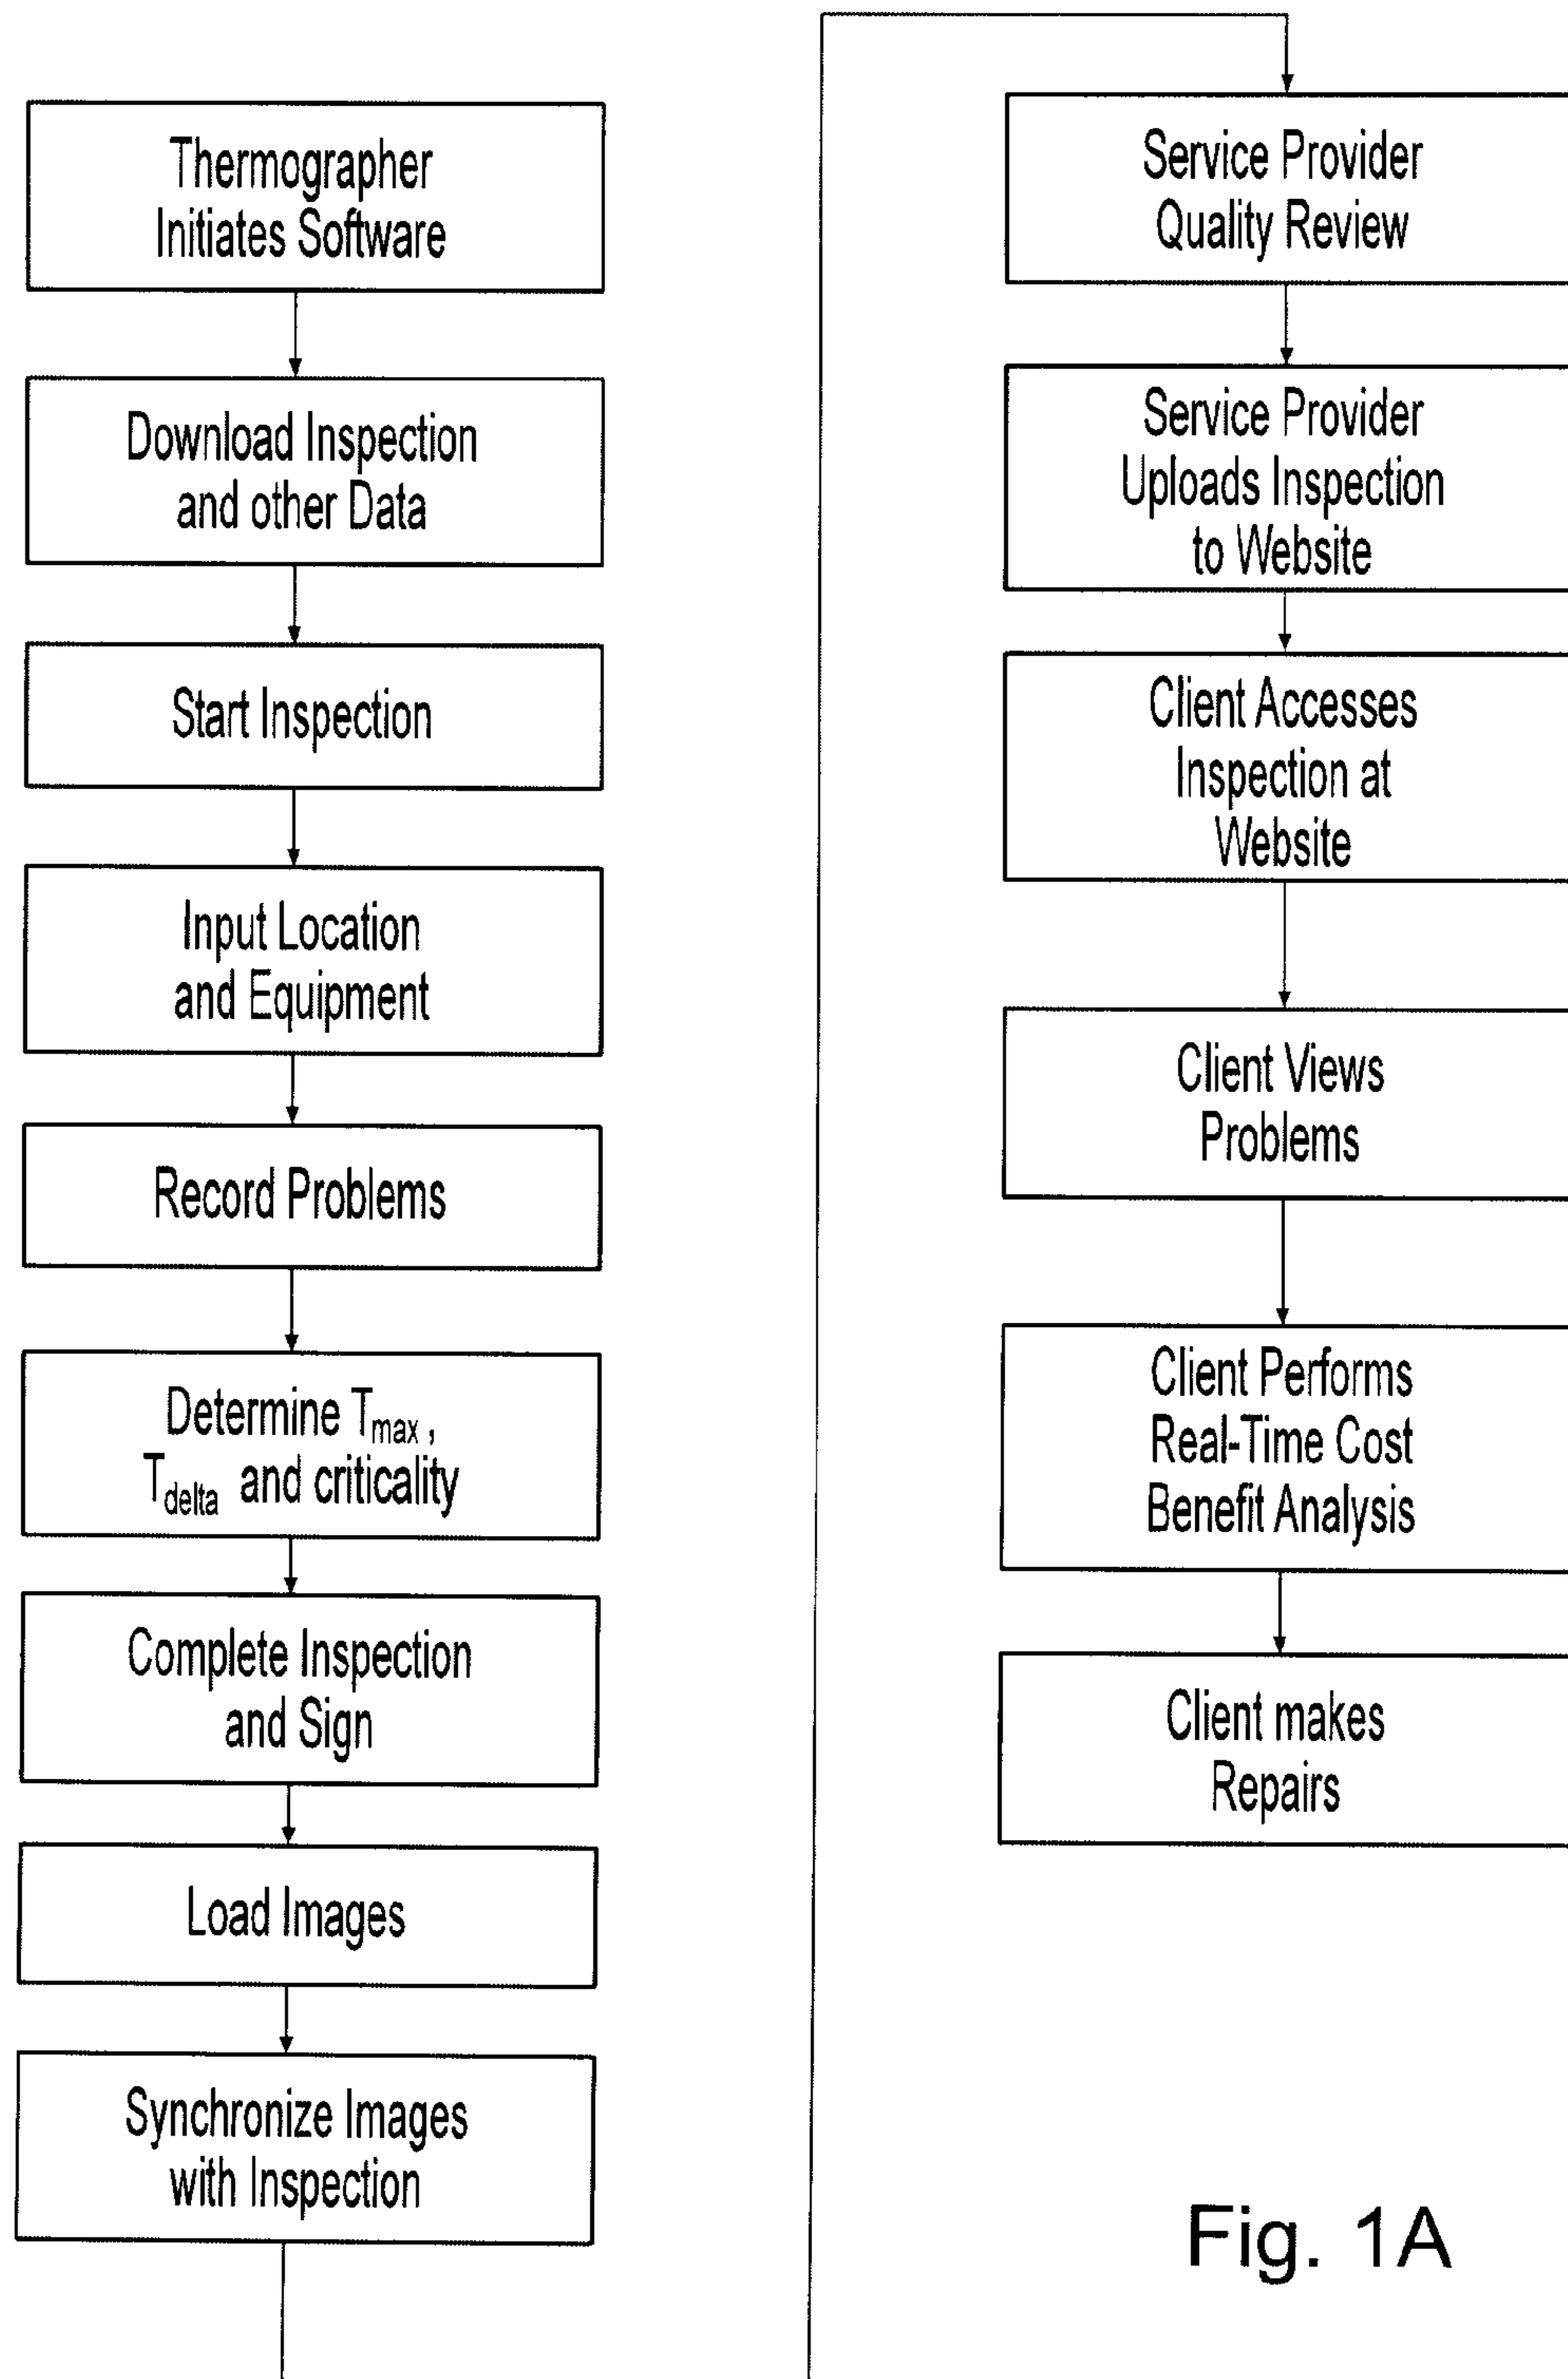 Thermographer
Initiates Software
Download Inspection
and other Data
Start Inspection
Input Location
and Equipment
Record Problems
Determine Tmax ,
Tdelta and criticality
Complete Inspection
and Sign
Load Images
Synchronize Images
with Inspection
Service Provider
Quality Review
Service Provider
Uploads Inspection
to Website
Client Accesses
Inspection at
Website
Client Views
Problems
Client Performs
Real-Time Cost
Benefit Analysis
Client makes
Repairs
Fig. 1A